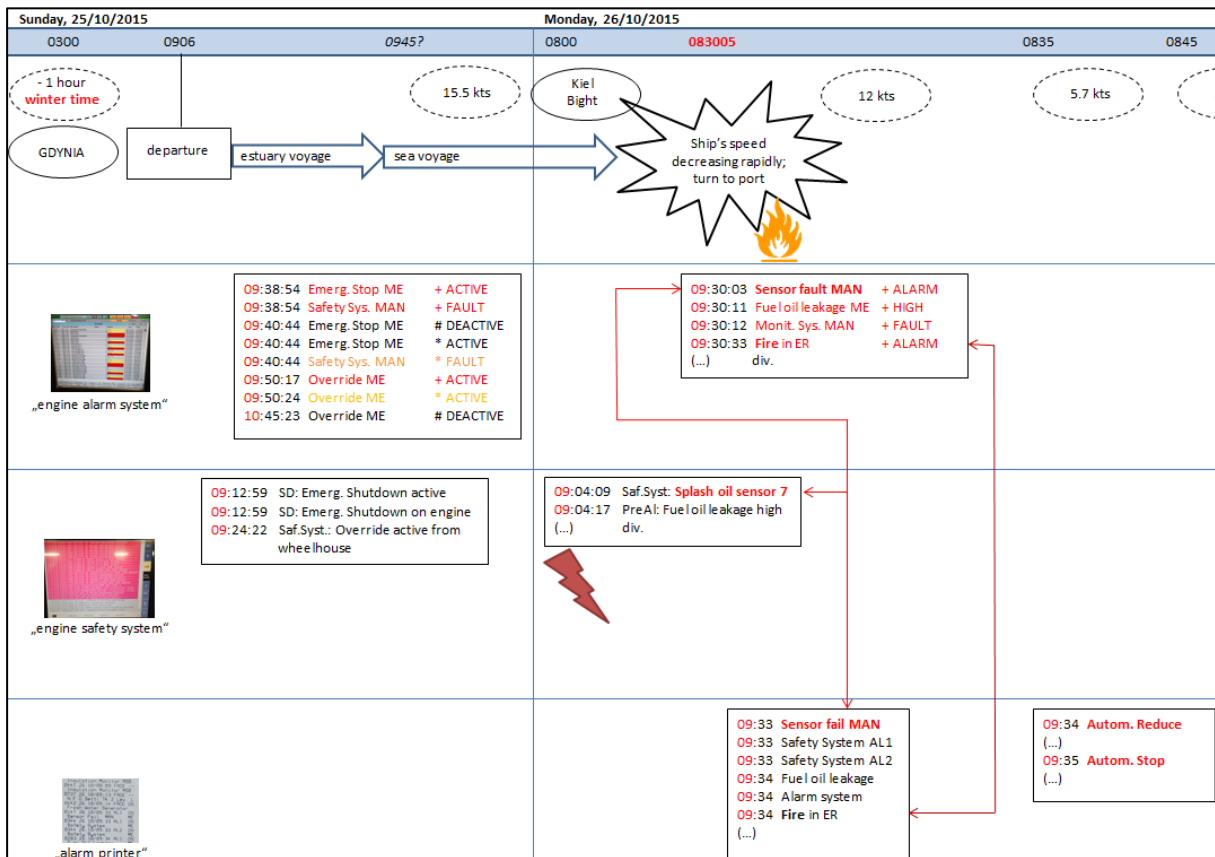 Sunday, 25/10/2015
Monday, 26/10/2015
0300
0906
0945?
0800
083005
0835
0845
- 1 hour
winter time
GDYNIA
departure
estuary voyage
sea voyage
15.5 kts
Kiel
Bight
Ship's speed
decreasing rapidly;
turn to port
12 kts
5.7 kts
„engine alarm system“
09:38:54 Emerg. Stop ME + ACTIVE
09:38:54 Safety Sys. MAN + FAULT
09:40:44 Emerg. Stop ME # DEACTIVE
09:40:44 Emerg. Stop ME * ACTIVE
09:40:44 Safety Sys. MAN * FAULT
09:50:17 Override ME + ACTIVE
09:50:24 Override ME * ACTIVE
10:45:23 Override ME # DEACTIVE
09:30:03 Sensor fault MAN + ALARM
09:30:11 Fuel oil leakage ME + HIGH
09:30:12 Monit. Sys. MAN + FAULT
09:30:33 Fire in ER + ALARM
(...) div.
„engine safety system“
09:12:59 SD: Emerg. Shutdown active
09:12:59 SD: Emerg. Shutdown on engine
09:24:22 Saf.Syst.: Override active from
wheelhouse
09:04:09 Saf.Syst: Splash oil sensor 7
09:04:17 PreAl: Fuel oil leakage high
(...) div.
„alarm printer“
09:33 Sensor fail MAN
09:33 Safety System AL1
09:33 Safety System AL2
09:34 Fuel oil leakage
09:34 Alarm system
09:34 Fire in ER
(...)
09:34 Autom. Reduce
(...)
09:35 Autom. Stop
(...)